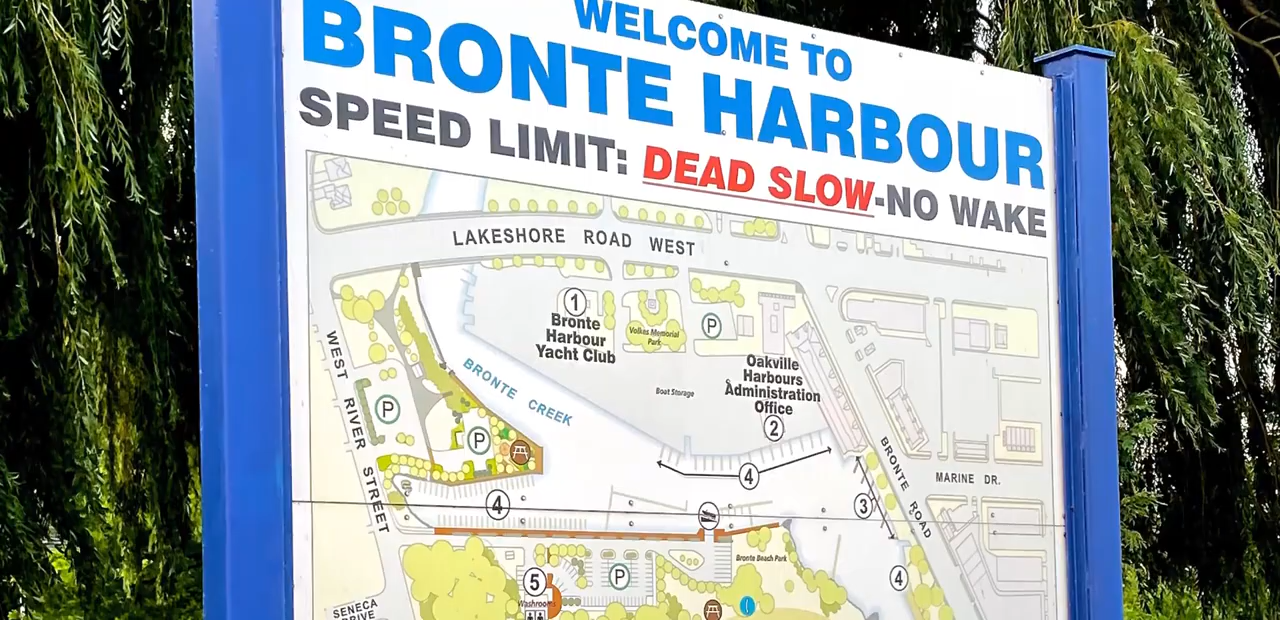 WELCOME TO
BRONTE HARBOUR
SPEED LIMIT: DEAD SLOW-NO WAKE
LAKESHORE ROAD WEST
1
Bronte
Harbour
Yacht Club
Volkes Memorial
Park
P
WEST RIVER STREET
BRONTE CREEK
Boat Storage
Oakville
Harbours
Administration
Office
2
P
P
4
4
3
BRONTE ROAD
MARINE DR.
4
Bronte Beach Park
5
Washrooms
P
SENECA
DRIVE